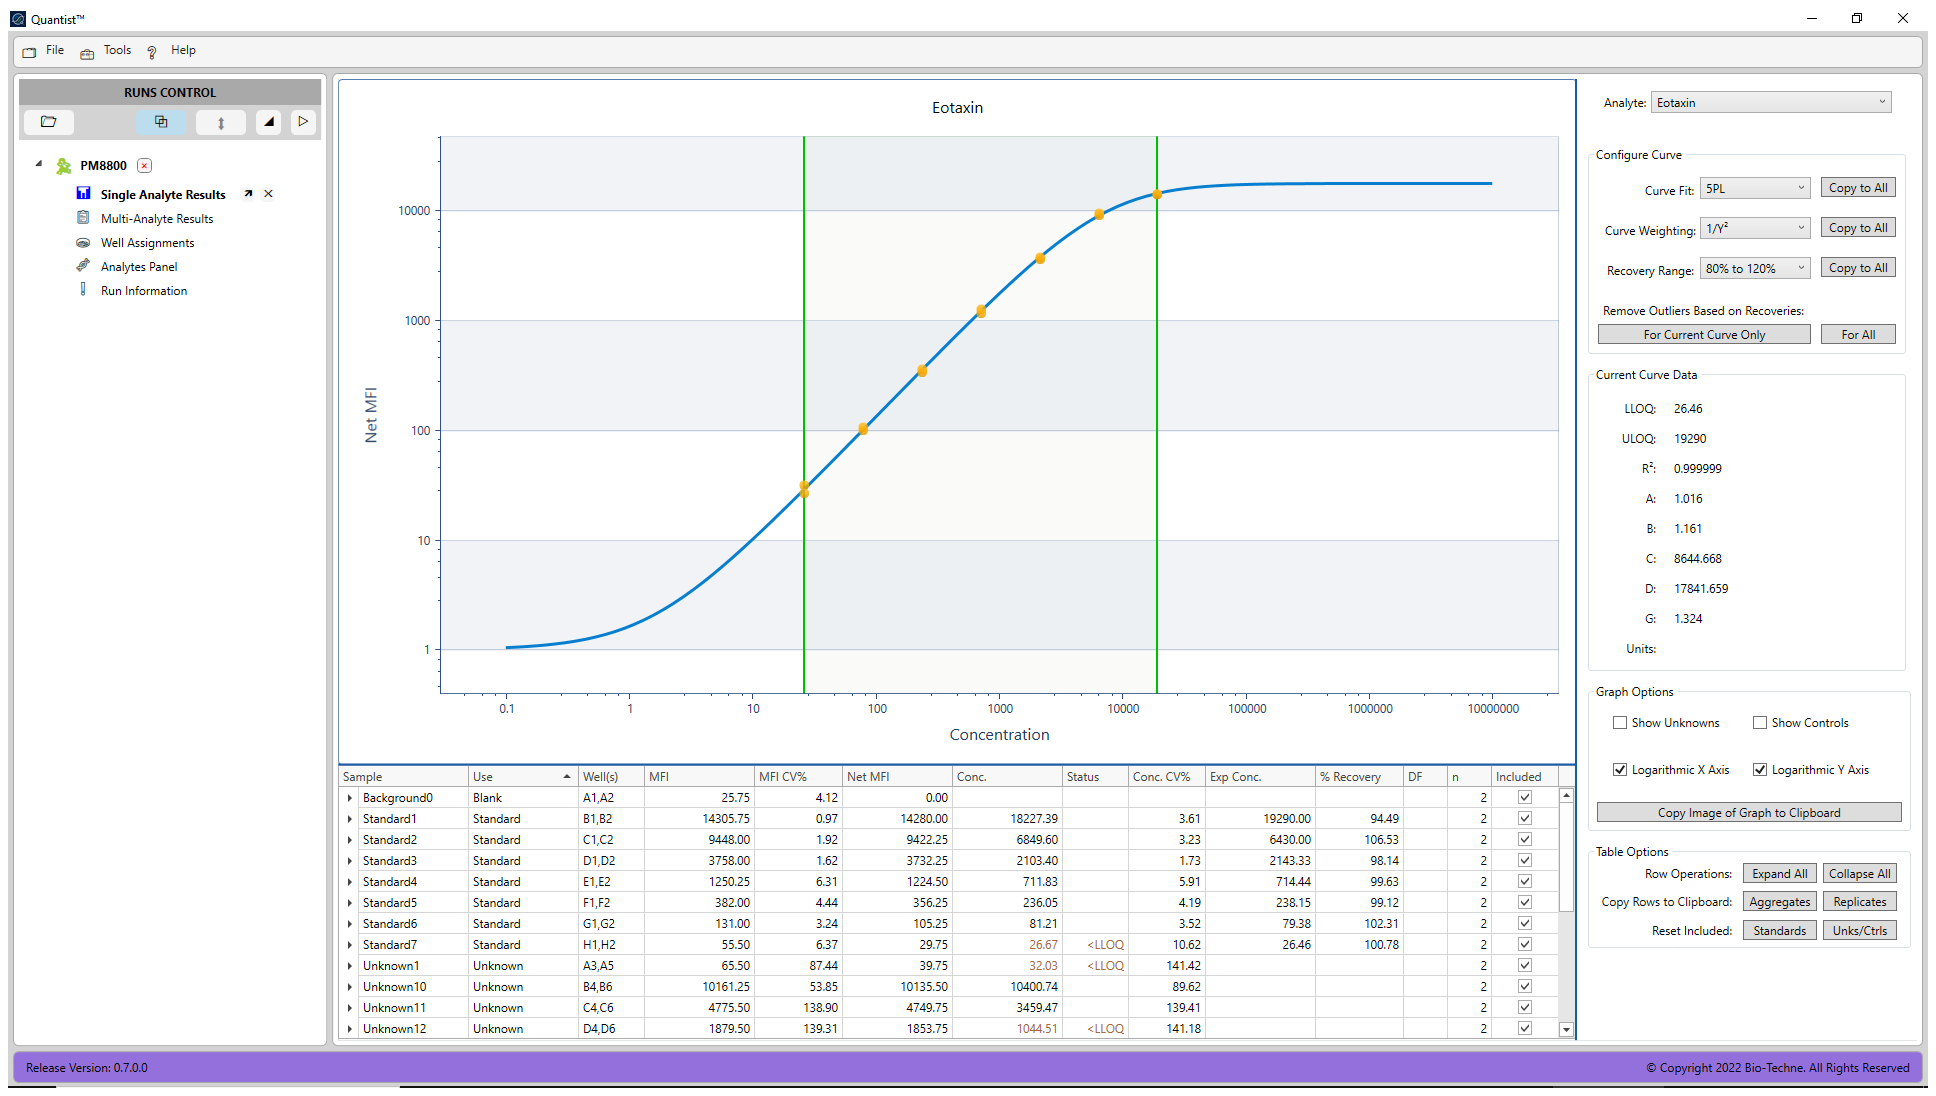 Quantist™
File Tools Help
RUNS CONTROL
PM8800
Single Analyte Results
Multi-Analyte Results
Well Assignments
Analytes Panel
Run Information
Eotaxin
Net MFI
10000
1000
100
10
1
0.1 1 10 100 1000 10000 100000 1000000 10000000
Concentration
Sample Use Well(s) MFI MFI CV% Net MFI Conc. Status Conc. CV% Exp Conc. % Recovery DF n Included
Background0 Blank A1,A2 25.75 4.12 0.00 2
Standard1 Standard B1,B2 14305.75 0.97 14280.00 18227.39 3.61 19290.00 94.49 2
Standard2 Standard C1,C2 9448.00 1.92 9422.25 6849.60 3.23 6430.00 106.53 2
Standard3 Standard D1,D2 3758.00 1.62 3732.25 2103.40 1.73 2143.33 98.14 2
Standard4 Standard E1,E2 1250.25 6.31 1224.50 711.83 5.91 714.44 99.63 2
Standard5 Standard F1,F2 382.00 4.44 356.25 236.05 4.19 238.15 99.12 2
Standard6 Standard G1,G2 131.00 3.24 105.25 81.21 3.52 79.38 102.31 2
Standard7 Standard H1,H2 55.50 6.37 29.75 26.67 <LLOQ 10.62 26.46 100.78 2
Unknown1 Unknown A3,A5 65.50 87.44 39.75 32.03 <LLOQ 141.42 2
Unknown10 Unknown B4,B6 10161.25 53.85 10135.50 10400.74 89.62 2
Unknown11 Unknown C4,C6 4775.50 138.90 4749.75 3459.47 139.41 2
Unknown12 Unknown D4,D6 1879.50 139.31 1853.75 1044.51 <LLOQ 141.18 2
Analyte: Eotaxin
Configure Curve
Curve Fit: 5PL Copy to All
Curve Weighting: 1/Y² Copy to All
Recovery Range: 80% to 120% Copy to All
Remove Outliers Based on Recoveries:
For Current Curve Only For All
Current Curve Data
LLOQ: 26.46
ULOQ: 19290
R²: 0.999999
A: 1.016
B: 1.161
C: 8644.668
D: 17841.659
G: 1.324
Units:
Graph Options
Show Unknowns Show Controls
Logarithmic X Axis Logarithmic Y Axis
Copy Image of Graph to Clipboard
Table Options
Row Operations: Expand All Collapse All
Copy Rows to Clipboard: Aggregates Replicates
Reset Included: Standards Unks/Ctrls
Release Version: 0.7.0.0
© Copyright 2022 Bio-Techne. All Rights Reserved